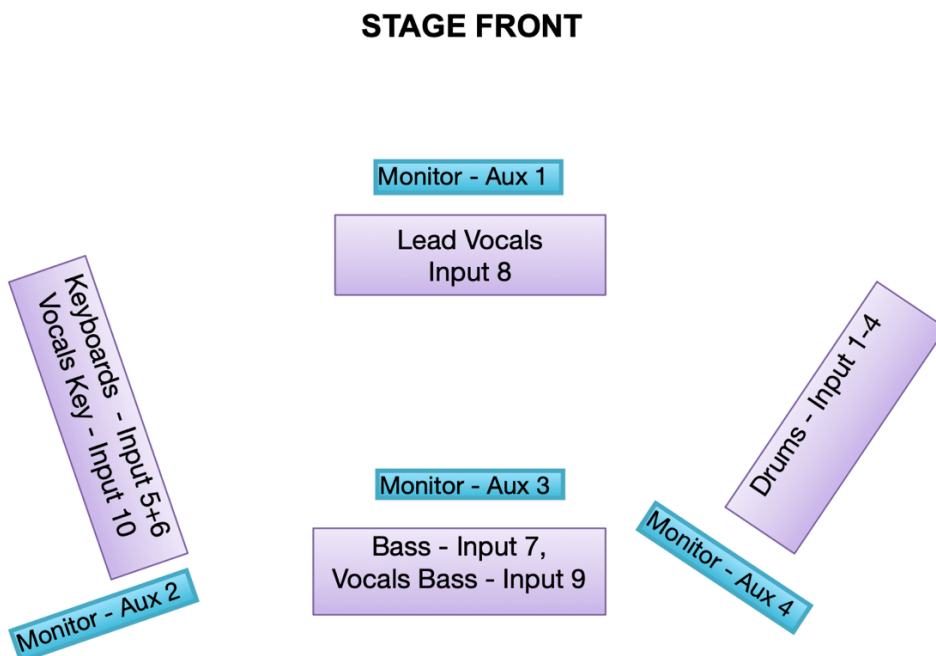 STAGE FRONT
Monitor - Aux 1
Lead Vocals
Input 8
Keyboards - Input 5+6
Vocals Key - Input 10
Drums - Input 1-4
Monitor - Aux 3
Bass - Input 7,
Vocals Bass - Input 9
Monitor - Aux 2
Monitor - Aux 4